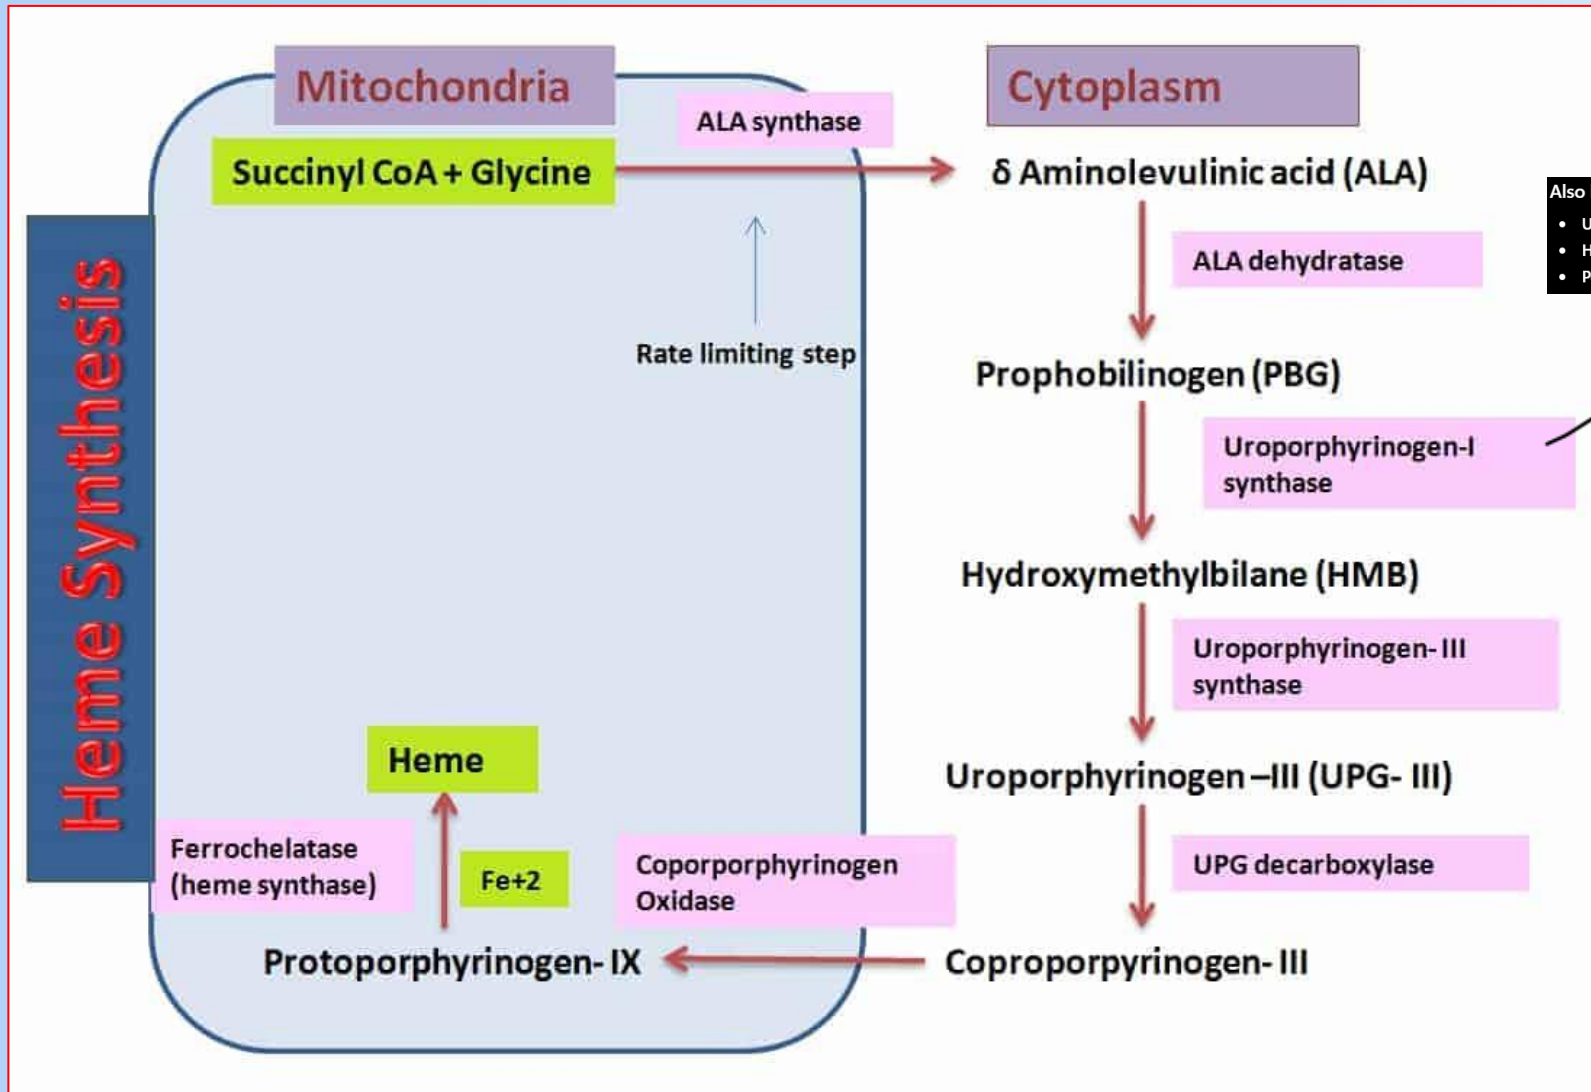 Heme Synthesis
Mitochondria
Cytoplasm
ALA synthase
Succinyl CoA + Glycine
δ Aminolevulinic acid (ALA)
Also
• U
• H
• P
ALA dehydratase
Rate limiting step
Prophobilinogen (PBG)
Uroporphyrinogen-I
synthase
Hydroxymethylbilane (HMB)
Uroporphyrinogen- III
synthase
Heme
Uroporphyrinogen –III (UPG- III)
Ferrochelatase
(heme synthase)
Fe+2
Coporporphyrinogen
Oxidase
UPG decarboxylase
Protoporphyrinogen- IX
Coproporpyrinogen- III